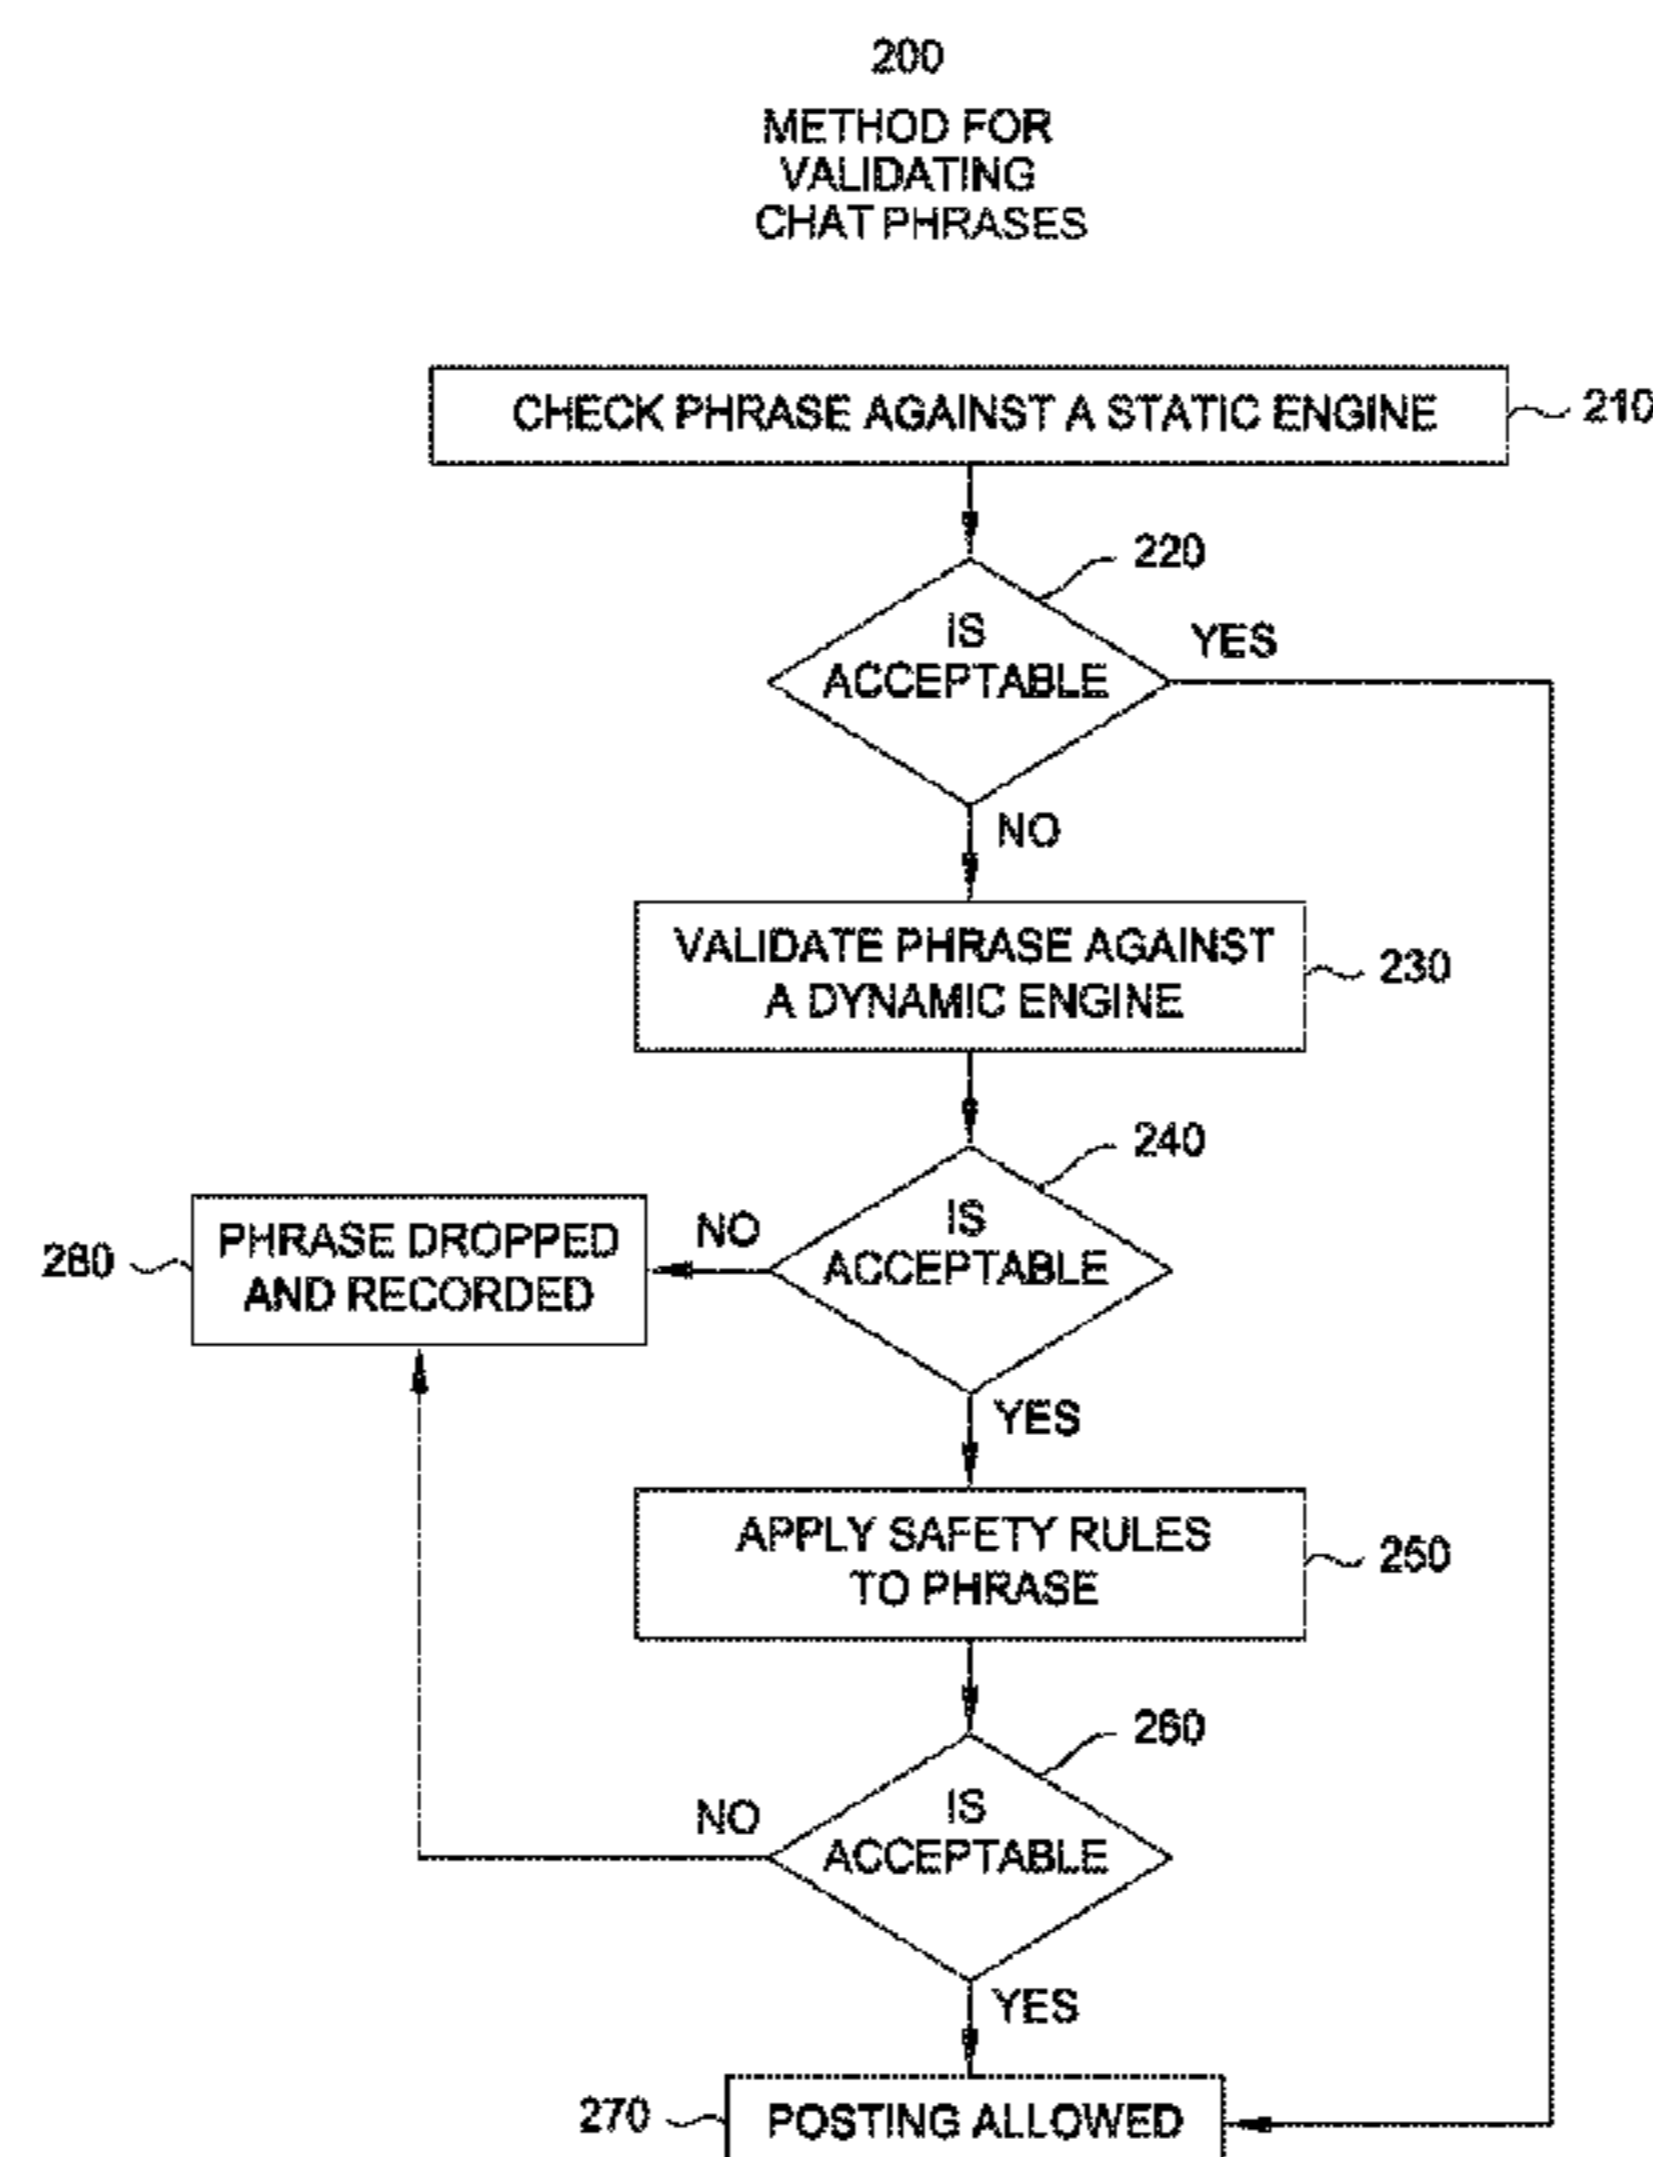 200
METHOD FOR
VALIDATING
CHAT PHRASES
CHECK PHRASE AGAINST A STATIC ENGINE
210
220
IS
ACCEPTABLE
YES
NO
VALIDATE PHRASE AGAINST
A DYNAMIC ENGINE
230
240
IS
ACCEPTABLE
NO
PHRASE DROPPED
AND RECORDED
280
YES
APPLY SAFETY RULES
TO PHRASE
250
260
IS
ACCEPTABLE
NO
YES
270
POSTING ALLOWED